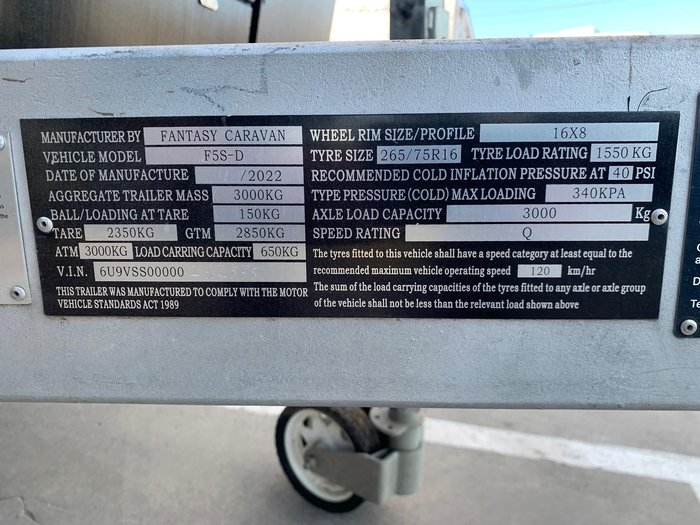 MANUFACTURER BY FANTASY CARAVAN
VEHICLE MODEL F5S-D
DATE OF MANUFACTURE /2022
AGGREGATE TRAILER MASS 3000KG
BALL/LOADING AT TARE 150KG
TARE 2350KG GTM 2850KG
ATM 3000KG LOAD CARRING CAPACITY 650KG
V.I.N. 6U9VSS00000
THIS TRAILER WAS MANUFACTURED TO COMPLY WITH THE MOTOR
VEHICLE STANDARDS ACT 1989
WHEEL RIM SIZE/PROFILE 16X8
TYRE SIZE 265/75R16 TYRE LOAD RATING 1550KG
RECOMMENDED COLD INFLATION PRESSURE AT 40 PSI
TYPE PRESSURE (COLD) MAX LOADING 340KPA
AXLE LOAD CAPACITY 3000 Kg
SPEED RATING Q
The tyres fitted to this vehicle shall have a speed category at least equal to the
recommended maximum vehicle operating speed 120 km/hr
The sum of the load carrying capacities of the tyres fitted to any axle or axle group
of the vehicle shall not be less than the relevant load shown above